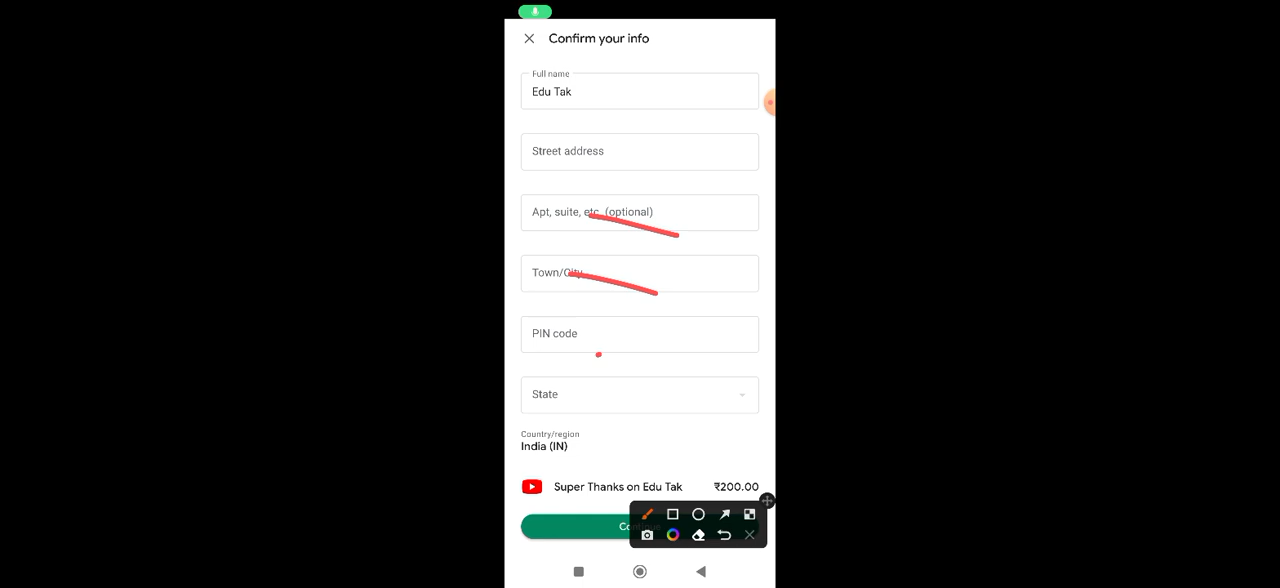 Confirm your info
Full name
Edu Tak
Street address
Apt, suite, etc. (optional)
Town/City
PIN code
State
Country/region
India (IN)
Super Thanks on Edu Tak ₹200.00
Continue